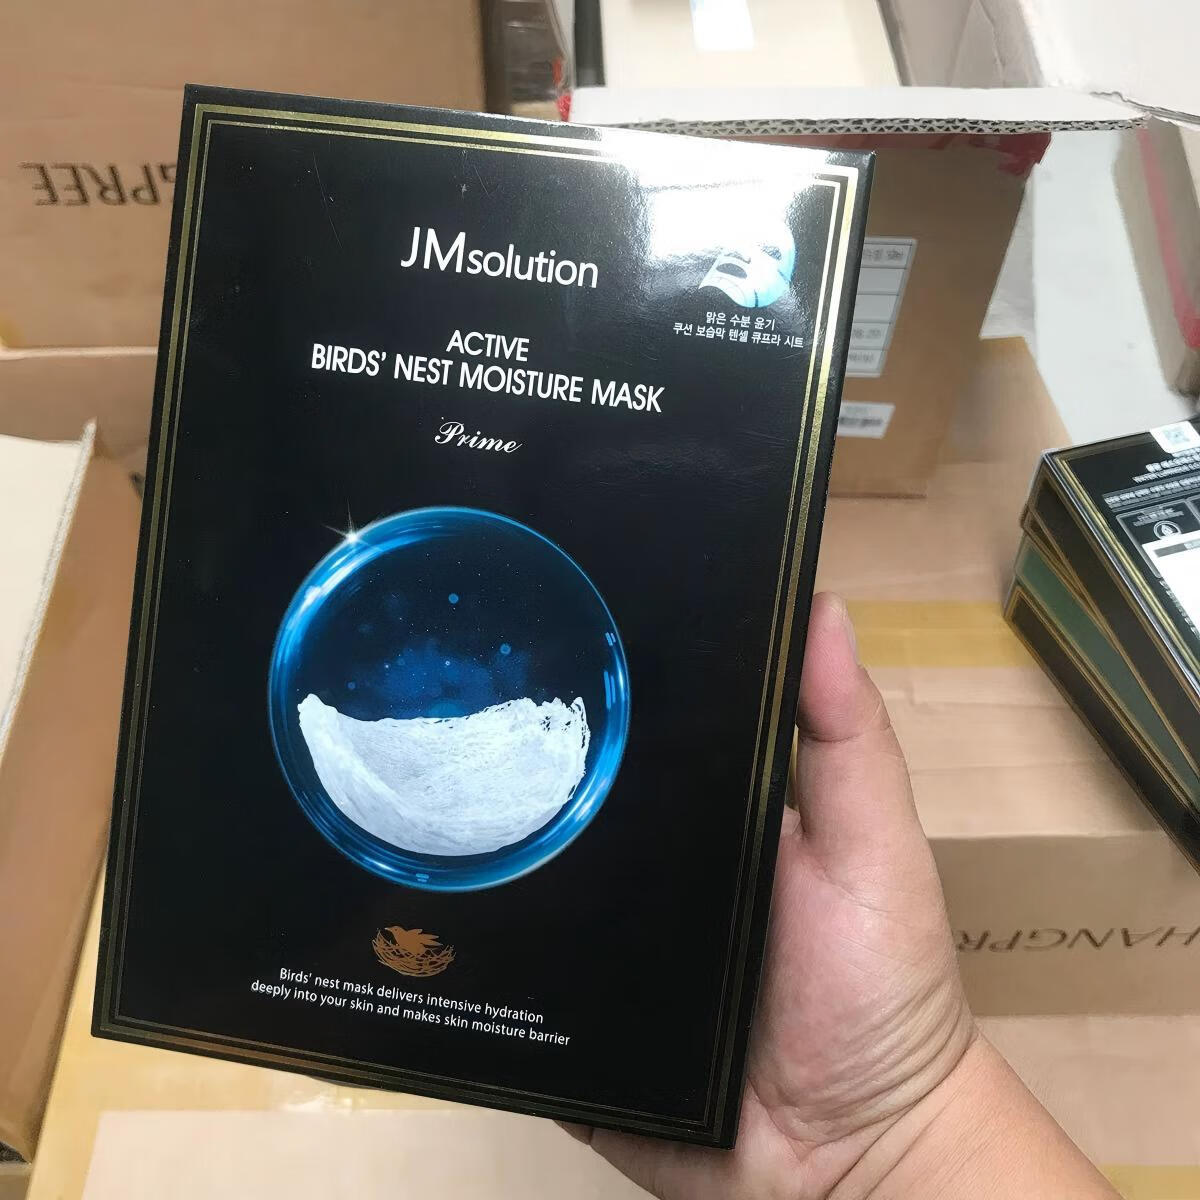 JMsolution
맑은 수분 윤기
쿠션 보습막 텐셀 큐프라 시트
ACTIVE
BIRDS' NEST MOISTURE MASK
Prime
Birds' nest mask delivers intensive hydration
deeply into your skin and makes skin moisture barrier
GPREE
HANGPR